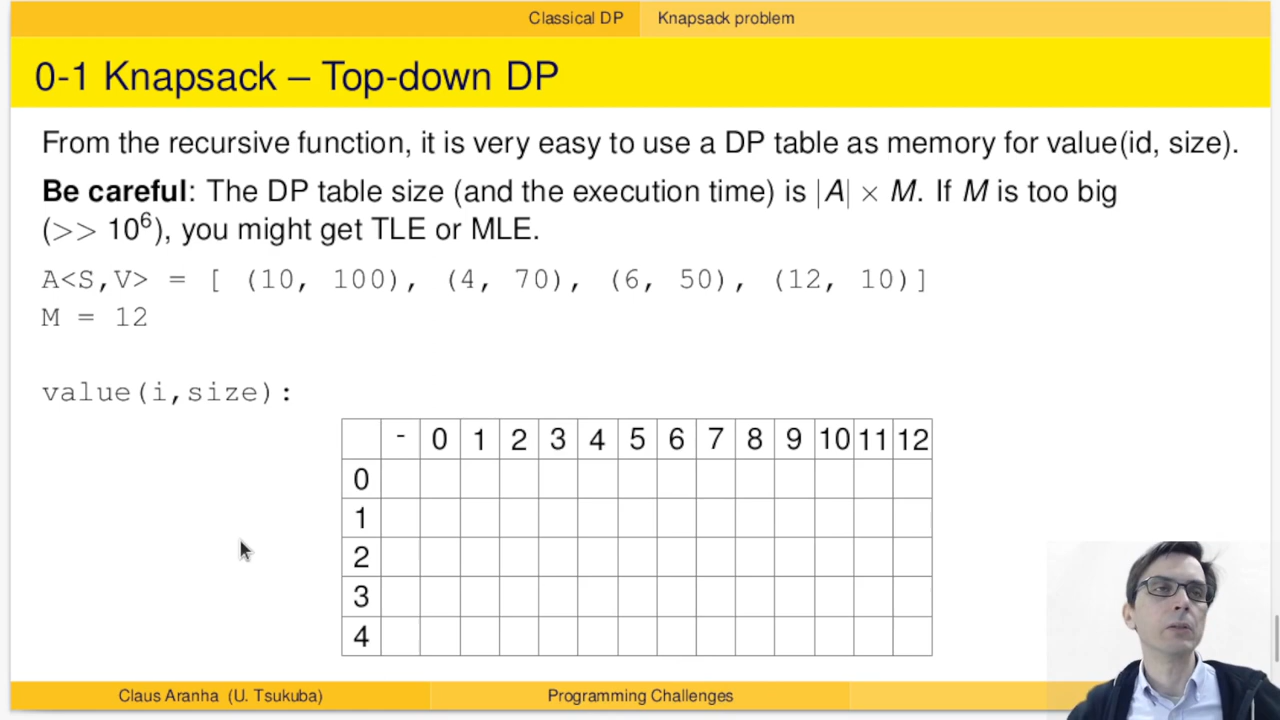 Classical DP Knapsack problem
0-1 Knapsack – Top-down DP
From the recursive function, it is very easy to use a DP table as memory for value(id, size).
Be careful: The DP table size (and the execution time) is |A| × M. If M is too big
(>> 10⁶), you might get TLE or MLE.
A<S,V> = [ (10, 100), (4, 70), (6, 50), (12, 10)]
M = 12
value(i,size):
- 0 1 2 3 4 5 6 7 8 9 10 11 12
0
1
2
3
4
Claus Aranha (U. Tsukuba) Programming Challenges